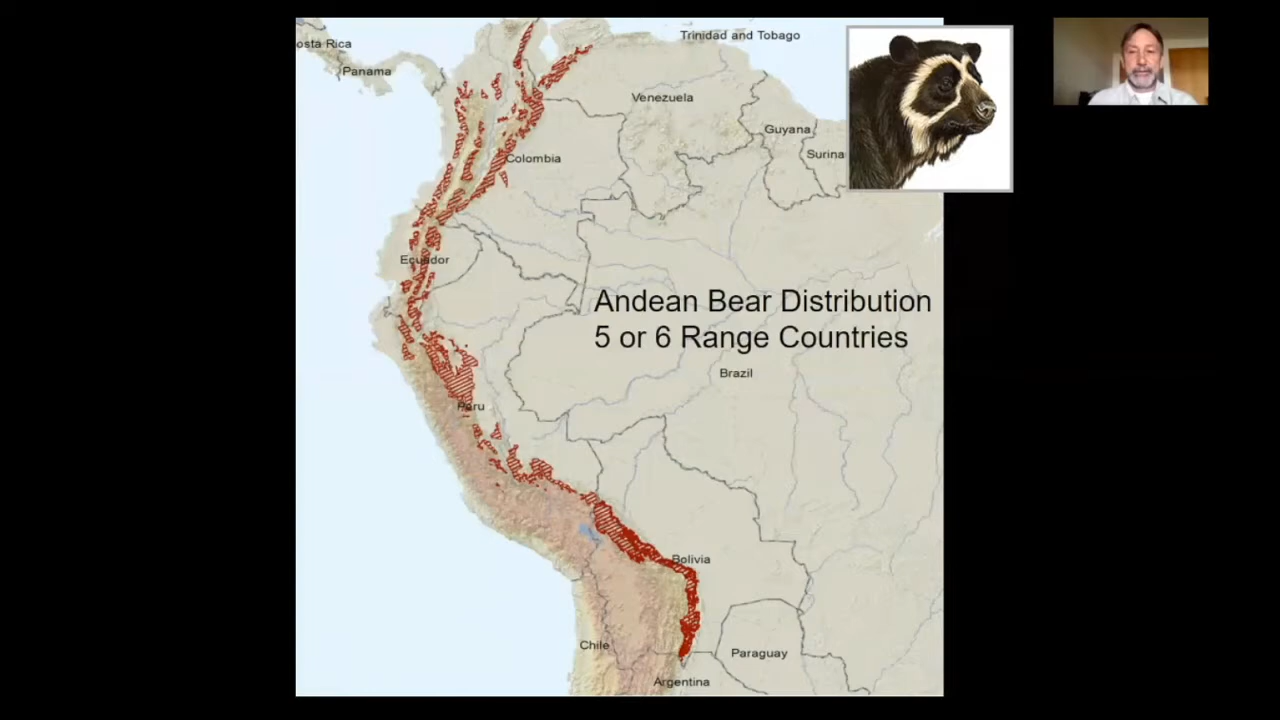 osta Rica
Panama
Trinidad and Tobago
Venezuela
Guyana
Surina
Colombia
Ecuador
Andean Bear Distribution
5 or 6 Range Countries
Brazil
Peru
Bolivia
Chile
Paraguay
Argentina